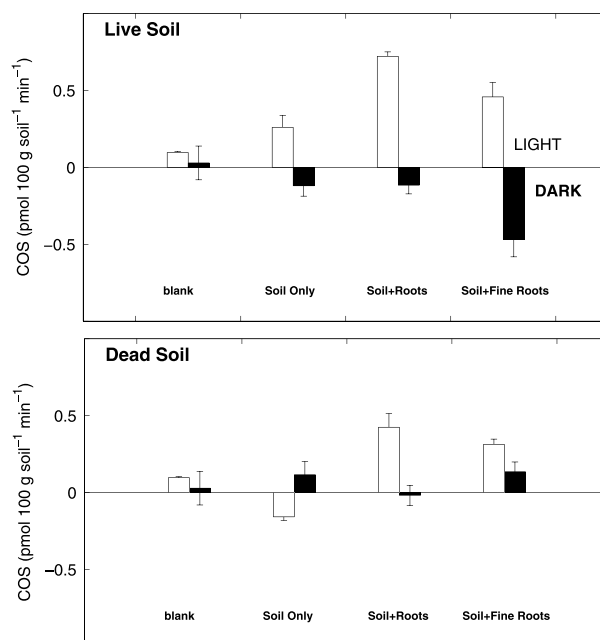 Live Soil
COS (pmol 100 g soil⁻¹ min⁻¹)
0.5
0
−0.5
LIGHT
DARK
blank Soil Only Soil+Roots Soil+Fine Roots
Dead Soil
COS (pmol 100 g soil⁻¹ min⁻¹)
0.5
0
−0.5
blank Soil Only Soil+Roots Soil+Fine Roots